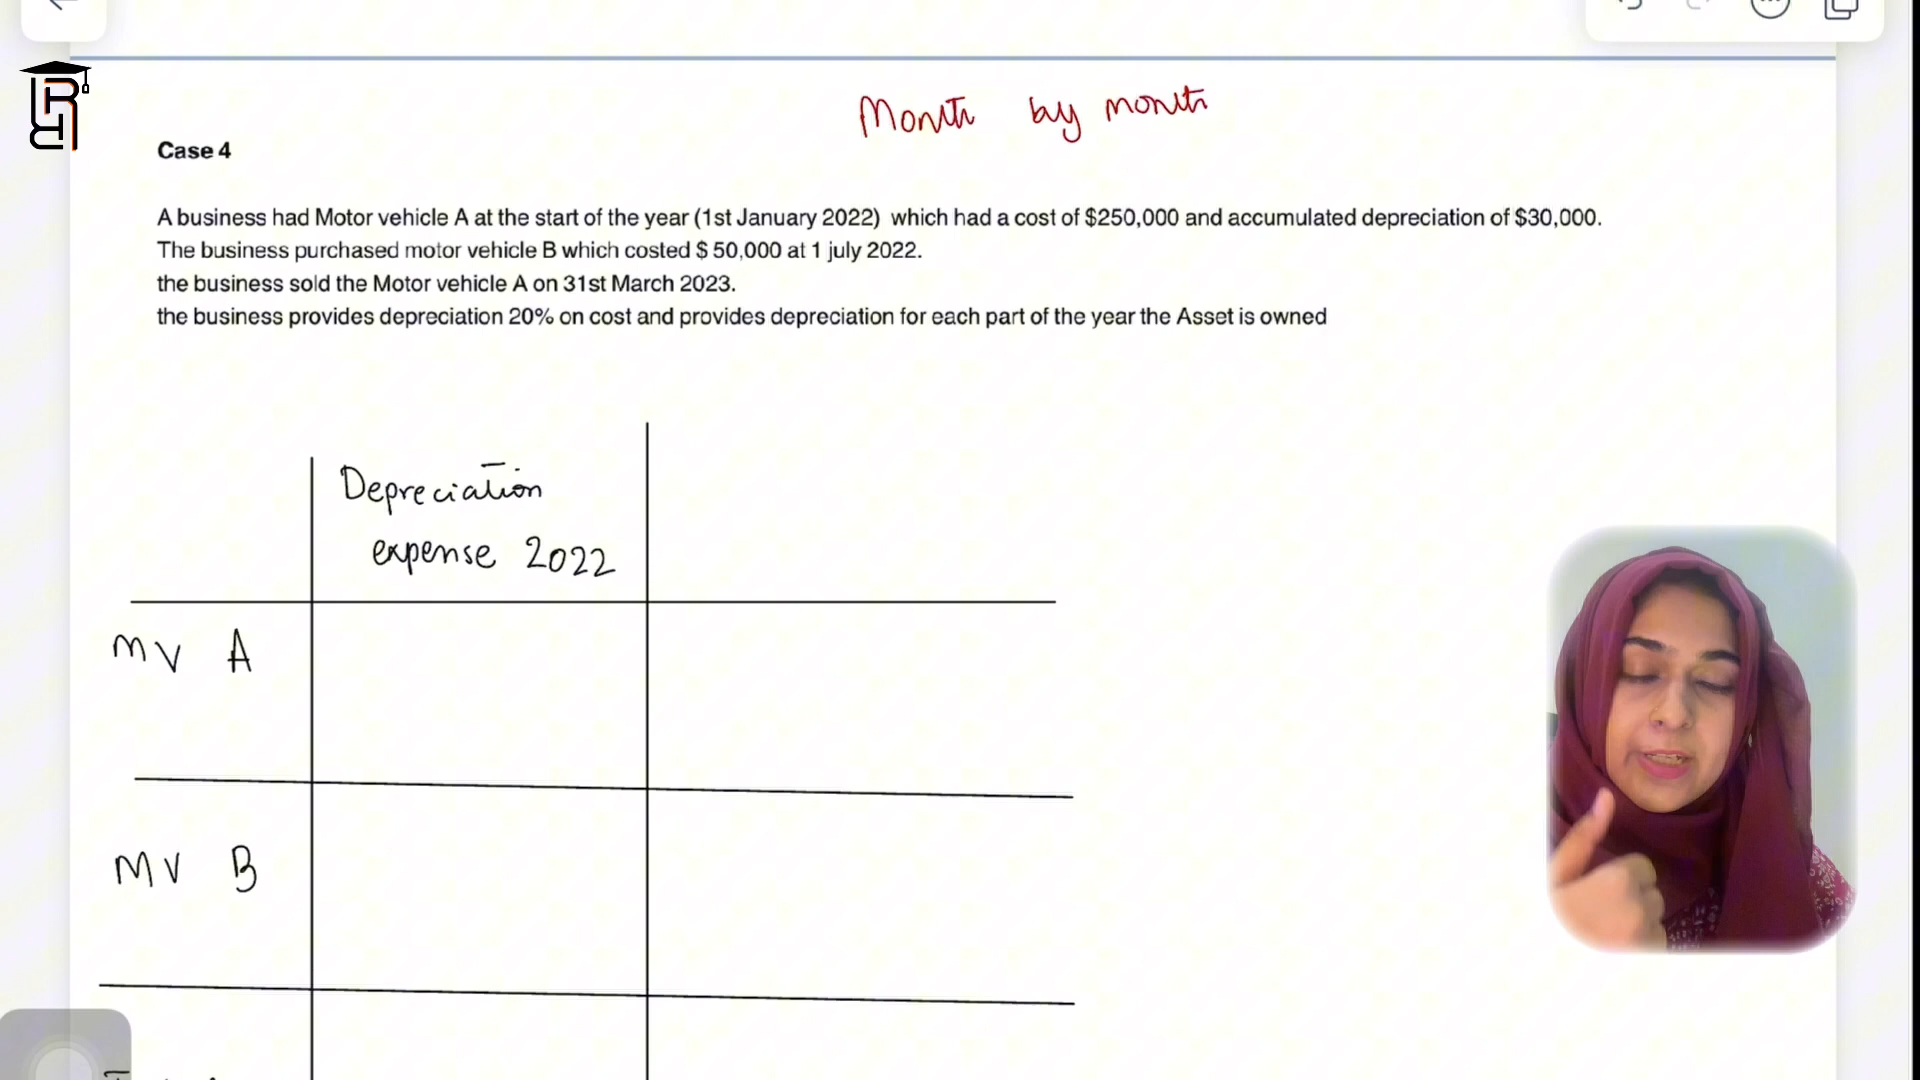 Month by month
Case 4
A business had Motor vehicle A at the start of the year (1st January 2022) which had a cost of $250,000 and accumulated depreciation of $30,000.
The business purchased motor vehicle B which costed $ 50,000 at 1 july 2022.
the business sold the Motor vehicle A on 31st March 2023.
the business provides depreciation 20% on cost and provides depreciation for each part of the year the Asset is owned
Depreciation
expense 2022
MV A
MV B